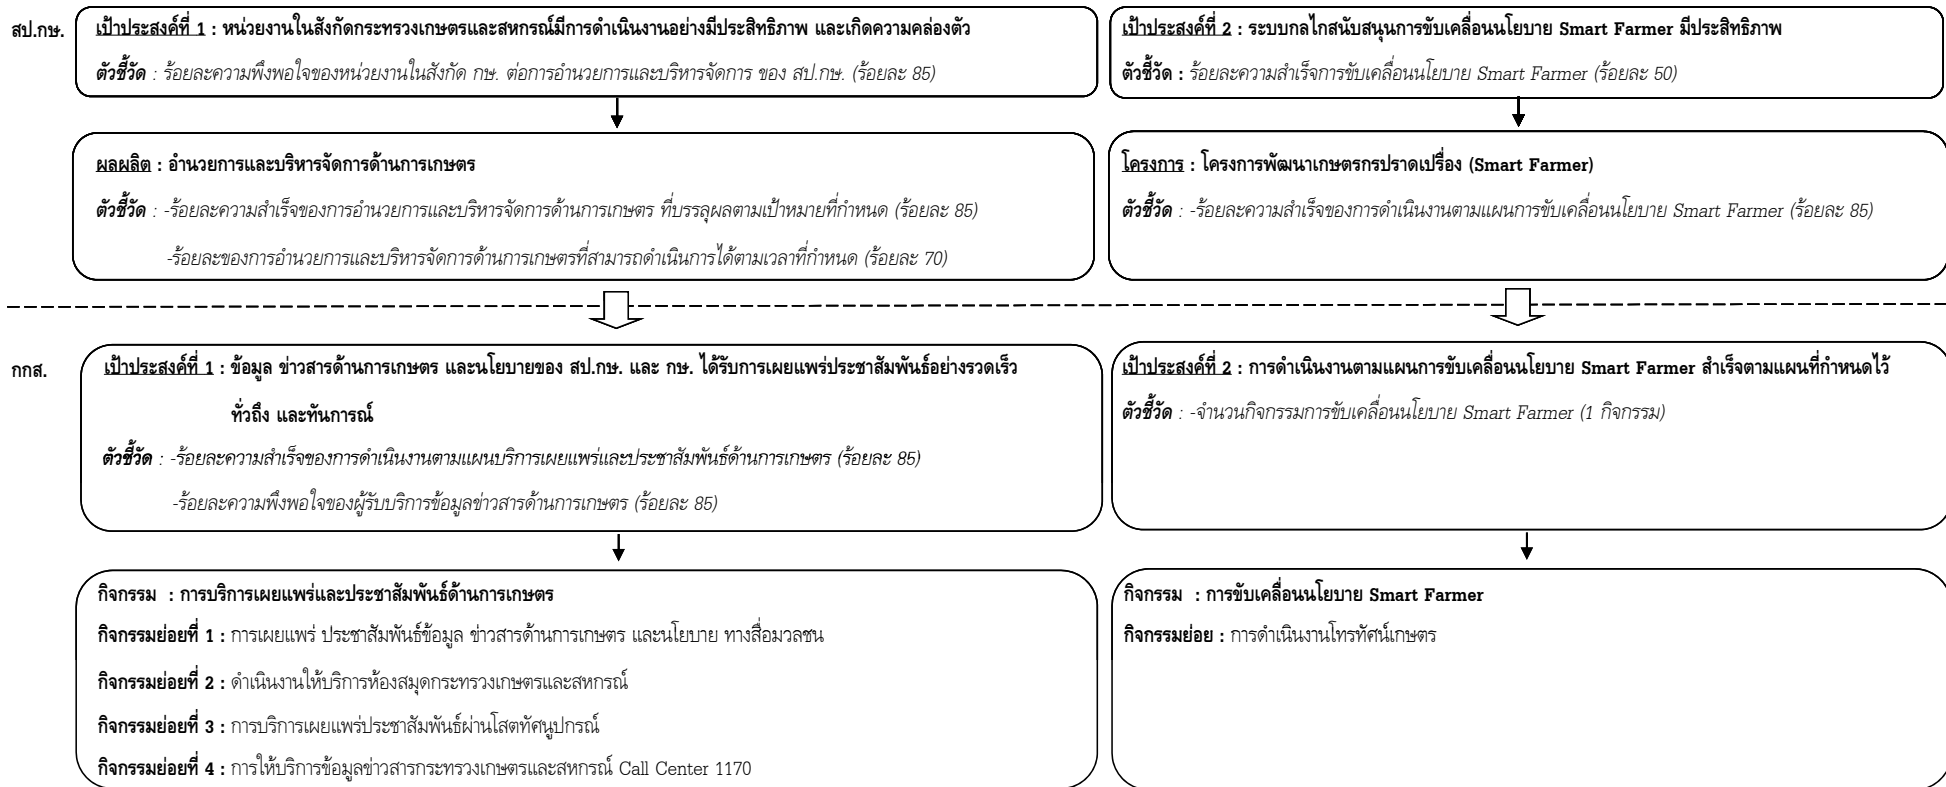 สป.กษ.
เป้าประสงค์ที่ 1 : หน่วยงานในสังกัดกระทรวงเกษตรและสหกรณ์มีการดำเนินงานอย่างมีประสิทธิภาพ และเกิดความคล่องตัว
ตัวชี้วัด : ร้อยละความพึงพอใจของหน่วยงานในสังกัด กษ. ต่อการอำนวยการและบริหารจัดการ ของ สป.กษ. (ร้อยละ 85)
เป้าประสงค์ที่ 2 : ระบบกลไกสนับสนุนการขับเคลื่อนนโยบาย Smart Farmer มีประสิทธิภาพ
ตัวชี้วัด : ร้อยละความสำเร็จการขับเคลื่อนนโยบาย Smart Farmer (ร้อยละ 50)
ผลผลิต : อำนวยการและบริหารจัดการด้านการเกษตร
ตัวชี้วัด : -ร้อยละความสำเร็จของการอำนวยการและบริหารจัดการด้านการเกษตร ที่บรรลุผลตามเป้าหมายที่กำหนด (ร้อยละ 85)
-ร้อยละของการอำนวยการและบริหารจัดการด้านการเกษตรที่สามารถดำเนินการได้ตามเวลาที่กำหนด (ร้อยละ 70)
โครงการ : โครงการพัฒนาเกษตรกรปราดเปรื่อง (Smart Farmer)
ตัวชี้วัด : -ร้อยละความสำเร็จของการดำเนินงานตามแผนการขับเคลื่อนนโยบาย Smart Farmer (ร้อยละ 85)
กกส.
เป้าประสงค์ที่ 1 : ข้อมูล ข่าวสารด้านการเกษตร และนโยบายของ สป.กษ. และ กษ. ได้รับการเผยแพร่ประชาสัมพันธ์อย่างรวดเร็ว
ทั่วถึง และทันการณ์
ตัวชี้วัด : -ร้อยละความสำเร็จของการดำเนินงานตามแผนบริการเผยแพร่และประชาสัมพันธ์ด้านการเกษตร (ร้อยละ 85)
-ร้อยละความพึงพอใจของผู้รับบริการข้อมูลข่าวสารด้านการเกษตร (ร้อยละ 85)
เป้าประสงค์ที่ 2 : การดำเนินงานตามแผนการขับเคลื่อนนโยบาย Smart Farmer สำเร็จตามแผนที่กำหนดไว้
ตัวชี้วัด : -จำนวนกิจกรรมการขับเคลื่อนนโยบาย Smart Farmer (1 กิจกรรม)
กิจกรรม : การบริการเผยแพร่และประชาสัมพันธ์ด้านการเกษตร
กิจกรรมย่อยที่ 1 : การเผยแพร่ ประชาสัมพันธ์ข้อมูล ข่าวสารด้านการเกษตร และนโยบาย ทางสื่อมวลชน
กิจกรรมย่อยที่ 2 : ดำเนินงานให้บริการห้องสมุดกระทรวงเกษตรและสหกรณ์
กิจกรรมย่อยที่ 3 : การบริการเผยแพร่ประชาสัมพันธ์ผ่านโสตทัศนูปกรณ์
กิจกรรมย่อยที่ 4 : การให้บริการข้อมูลข่าวสารกระทรวงเกษตรและสหกรณ์ Call Center 1170
กิจกรรม : การขับเคลื่อนนโยบาย Smart Farmer
กิจกรรมย่อย : การดำเนินงานโทรทัศน์เกษตร